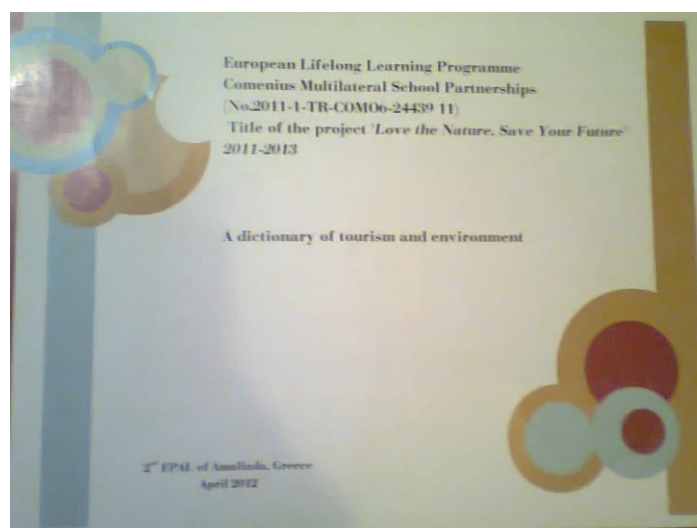 European Lifelong Learning Programme
Comenius Multilateral School Partnerships
(No.2011-1-TR-COM06-24439 11)
Title of the project 'Love the Nature, Save Your Future'
2011-2013
A dictionary of tourism and environment
2nd EPAL of Amaliada, Greece
April 2012